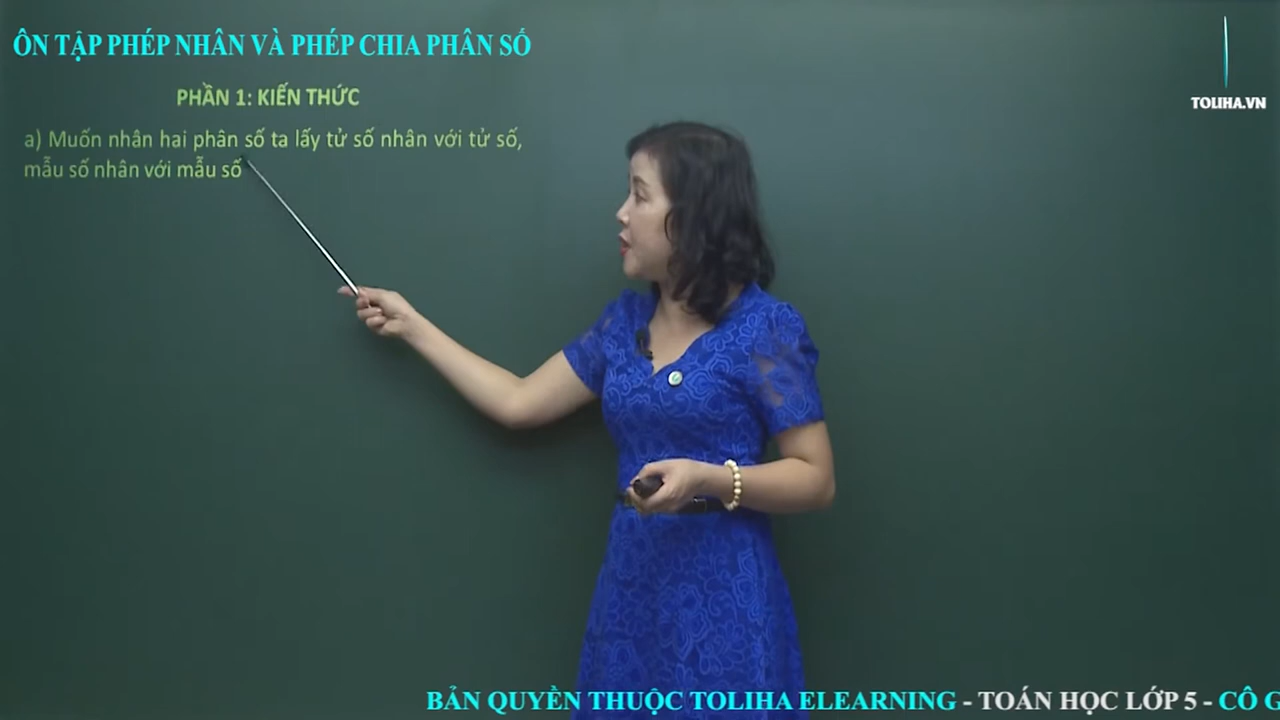 ÔN TẬP PHÉP NHÂN VÀ PHÉP CHIA PHÂN SỐ
TOLIHA.VN
PHẦN 1: KIẾN THỨC
a) Muốn nhân hai phân số ta lấy tử số nhân với tử số,
mẫu số nhân với mẫu số
BẢN QUYỀN THUỘC TOLIHA ELEARNING - TOÁN HỌC LỚP 5 - CÔ G